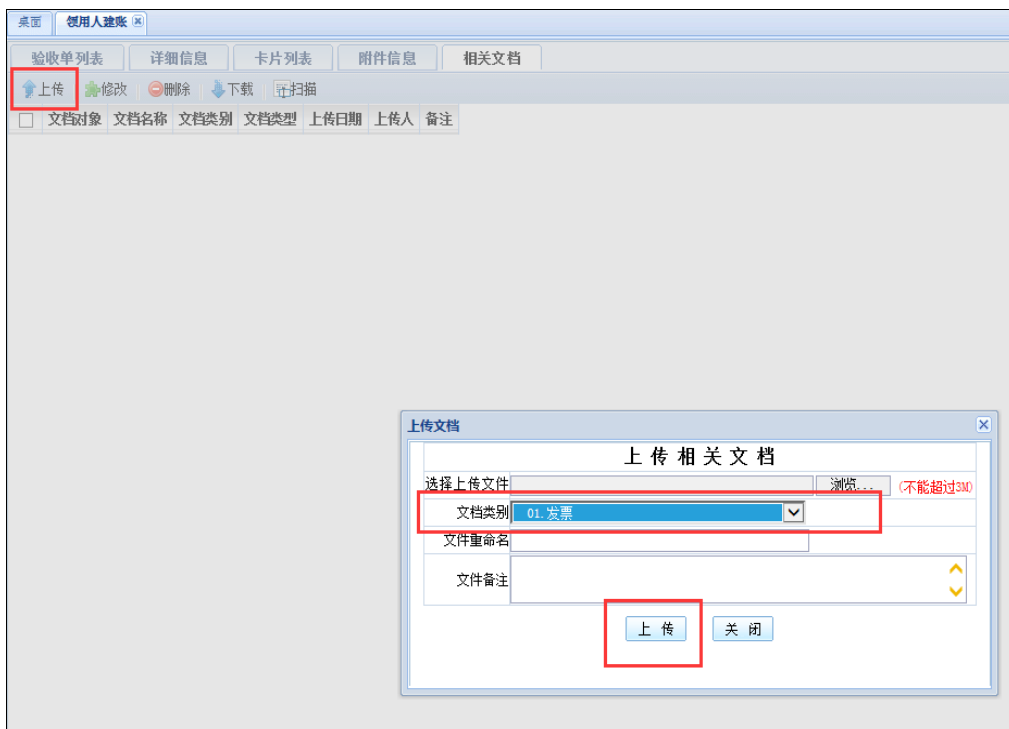 桌面 领用人建账
验收单列表 详细信息 卡片列表 附件信息 相关文档
上传 修改 删除 下载 扫描
文档对象 文档名称 文档类别 文档类型 上传日期 上传人 备注
上传文档
上传相关文档
选择上传文件 浏览... (不能超过3M)
文档类别 01.发票
文件重命名
文件备注
上 传 关 闭